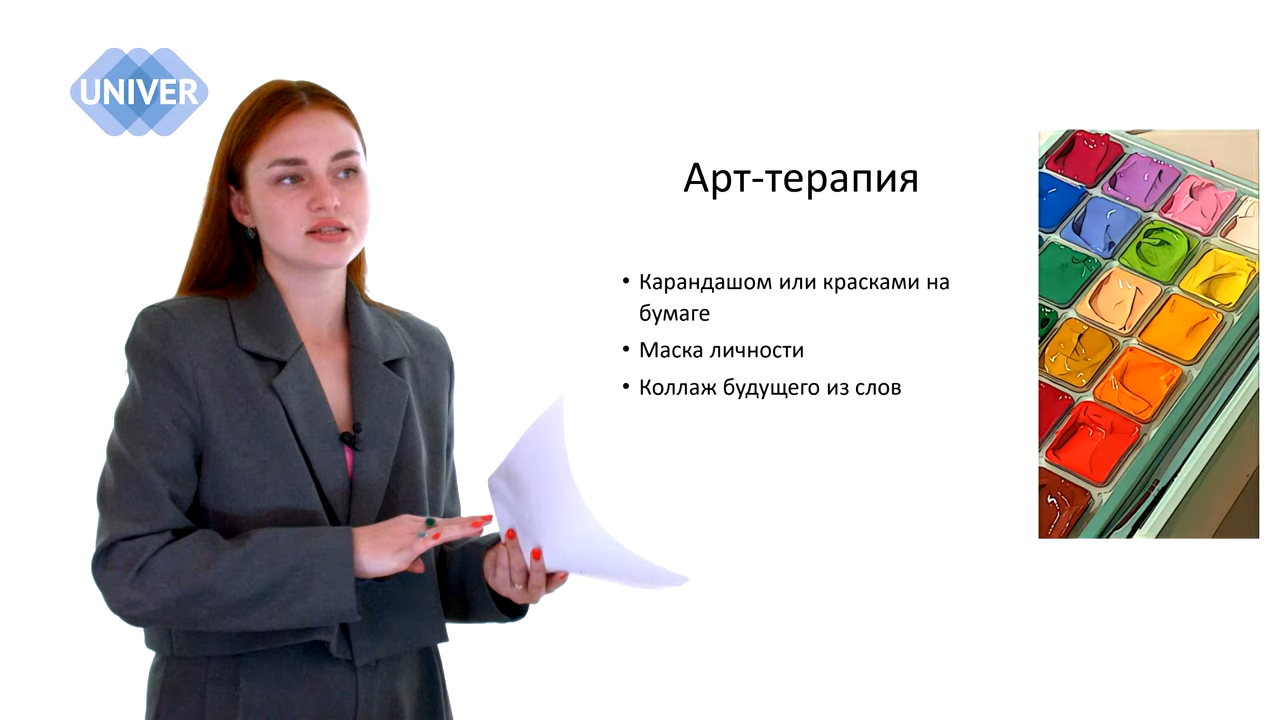 UNIVER
Арт-терапия
• Карандашом или красками на
бумаге
• Маска личности
• Коллаж будущего из слов